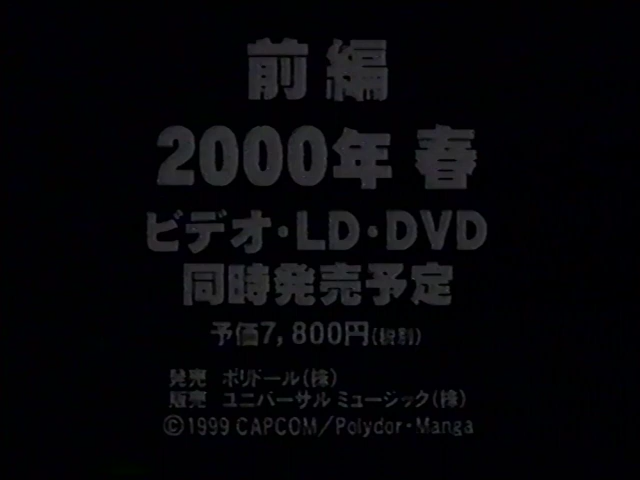 前編
2000年 春
ビデオ・LD・DVD
同時発売予定
予価7,800円(税別)
発売 ポリドール(株)
販売 ユニバーサル ミュージック(株)
©1999 CAPCOM/Polydor・Manga